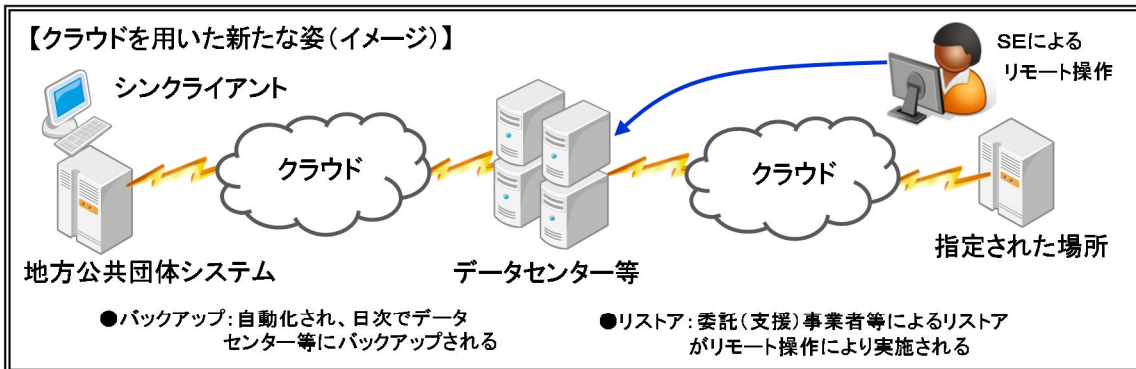 【クラウドを用いた新たな姿(イメージ)】
シンクライアント
SEによる
リモート操作
クラウド
クラウド
地方公共団体システム
データセンター等
指定された場所
●バックアップ:自動化され、日次でデータ
センター等にバックアップされる
●リストア:委託(支援)事業者等によるリストア
がリモート操作により実施される